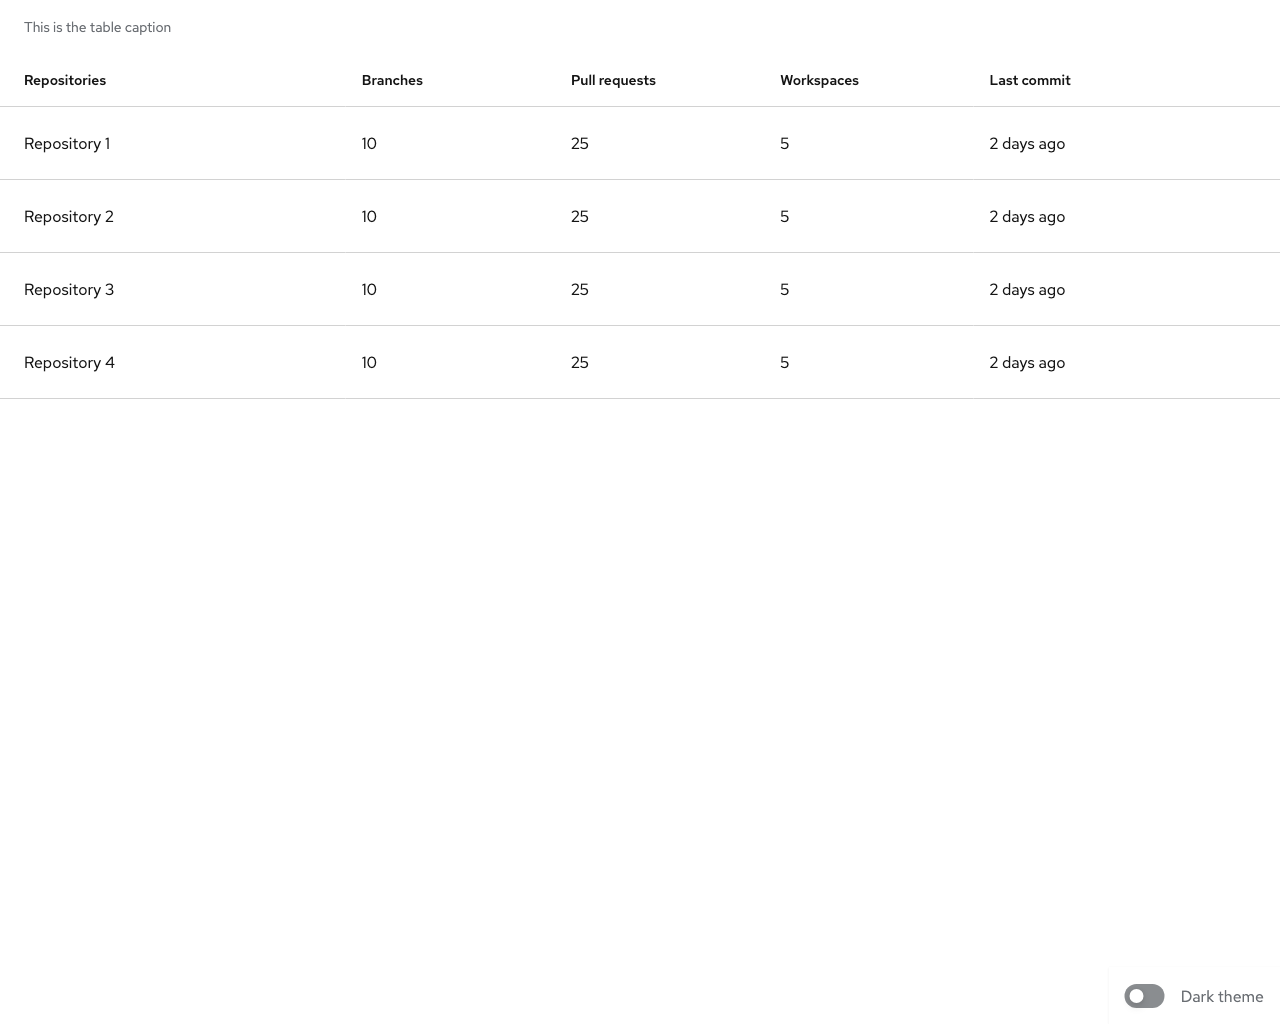 This is the table caption
Repositories Branches Pull requests Workspaces Last commit
Repository 1 10 25 5 2 days ago
Repository 2 10 25 5 2 days ago
Repository 3 10 25 5 2 days ago
Repository 4 10 25 5 2 days ago
Dark theme